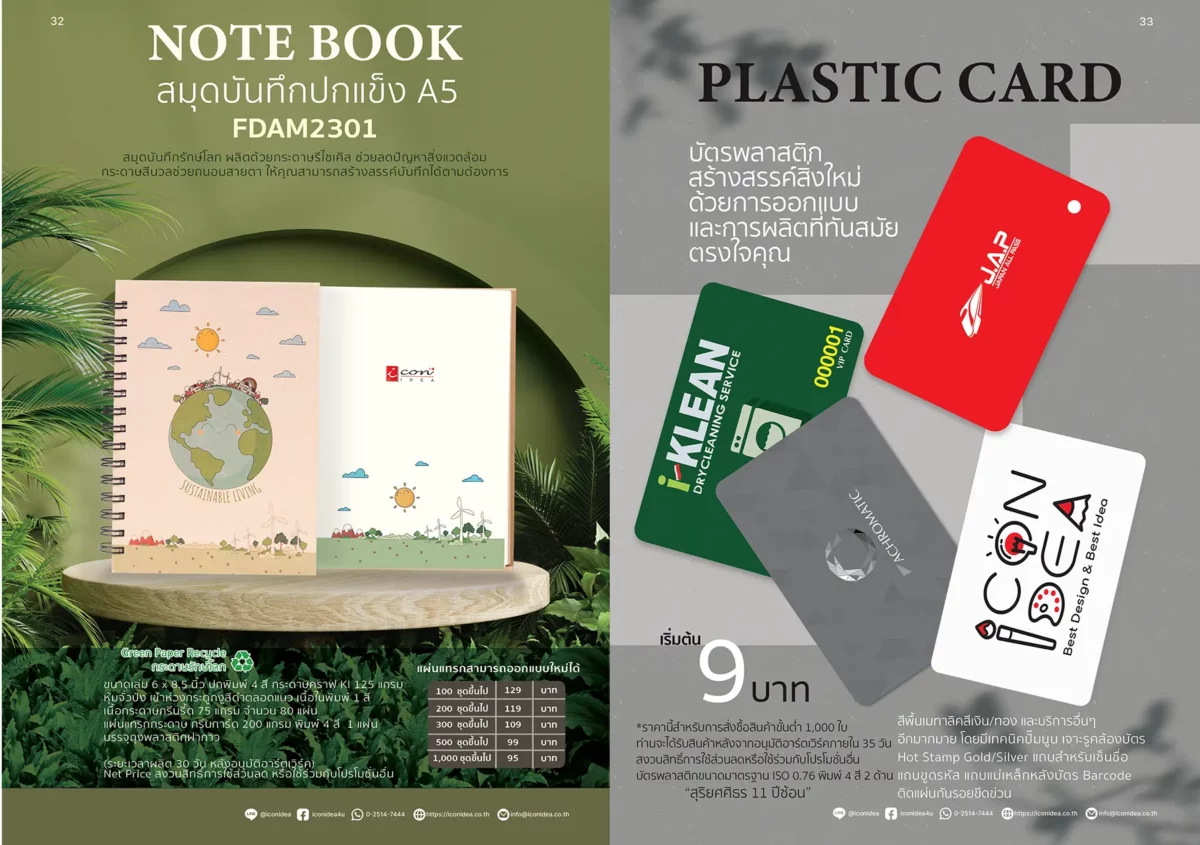 32
NOTE BOOK
สมุดบันทึกปกแข็ง A5
FDAM2301
สมุดบันทึกรักษ์โลก ผลิตด้วยกระดาษรีไซเคิล ช่วยลดปัญหาสิ่งแวดล้อม
กระดาษสีนวลช่วยถนอมสายตา ให้คุณสามารถสร้างสรรค์บันทึกได้ตามต้องการ
SUSTAINABLE LIVING
icon
IDEA
Green Paper Recycle
กระดาษรักษ์โลก
ขนาดเล่ม 6 x 8.5 นิ้ว ปกพิมพ์ 4 สี กระดาษคราฟ KI 125 แกรม
หุ้มจั่วปัง เข้าห่วงกระดูกงูสีดำตลอดแนว เนื้อในพิมพ์ 1 สี
เนื้อกระดาษกรีนรีด 75 แกรม จำนวน 80 แผ่น
แผ่นแทรกกระดาษ กรีนการ์ด 200 แกรม พิมพ์ 4 สี 1 แผ่น
บรรจุถุงพลาสติกฝากาว
(ระยะเวลาผลิต 30 วัน หลังอนุมัติอาร์ตเวิร์ค)
Net Price สงวนสิทธิ์การใช้ส่วนลด หรือใช้ร่วมกับโปรโมชั่นอื่น
แผ่นแทรกสามารถออกแบบใหม่ได้
100 ชุดขึ้นไป 129 บาท
200 ชุดขึ้นไป 119 บาท
300 ชุดขึ้นไป 109 บาท
500 ชุดขึ้นไป 99 บาท
1,000 ชุดขึ้นไป 95 บาท
@iconidea iconidea4u 0-2514-7444 https://iconidea.co.th info@iconidea.co.th
33
PLASTIC CARD
บัตรพลาสติก
สร้างสรรค์สิ่งใหม่
ด้วยการออกแบบ
และการผลิตที่ทันสมัย
ตรงใจคุณ
J.A.P
JAPAN ALL PASS
i-KLEAN
DRYCLEANING SERVICE
000001
VIP CARD
ACHROMATIC
iCON
iDEA
Best Design & Best Idea
เริ่มต้น
9 บาท
*ราคานี้สำหรับการสั่งซื้อสินค้าขั้นต่ำ 1,000 ใบ
ท่านจะได้รับสินค้าหลังจากอนุมัติอาร์ตเวิร์คภายใน 35 วัน
สงวนสิทธิ์การใช้ส่วนลดหรือใช้ร่วมกับโปรโมชั่นอื่น
บัตรพลาสติกขนาดมาตรฐาน ISO 0.76 พิมพ์ 4 สี 2 ด้าน
“สุริยศศิธร 11 ปีซ้อน”
สีพื้นเมทาลิคสีเงิน/ทอง และบริการอื่นๆ
อีกมากมาย โดยมีเทคนิคปั๊มนูน เจาะรูคล้องบัตร
Hot Stamp Gold/Silver แถบสำหรับเซ็นชื่อ
แถบขูดรหัส แถบแม่เหล็กหลังบัตร Barcode
ติดแผ่นกันรอยขีดข่วน
@iconidea iconidea4u 0-2514-7444 https://iconidea.co.th info@iconidea.co.th